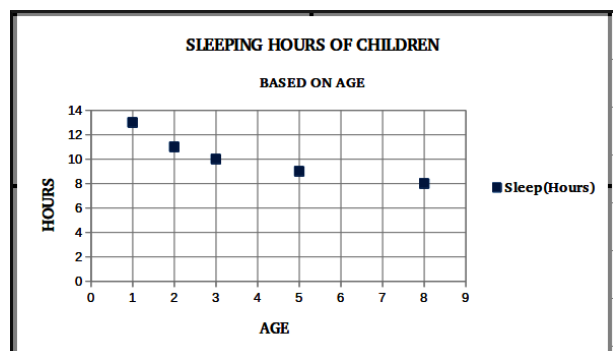 SLEEPING HOURS OF CHILDREN
BASED ON AGE
14
12
10
8
6
4
2
0
HOURS
Sleep(Hours)
0 1 2 3 4 5 6 7 8 9
AGE